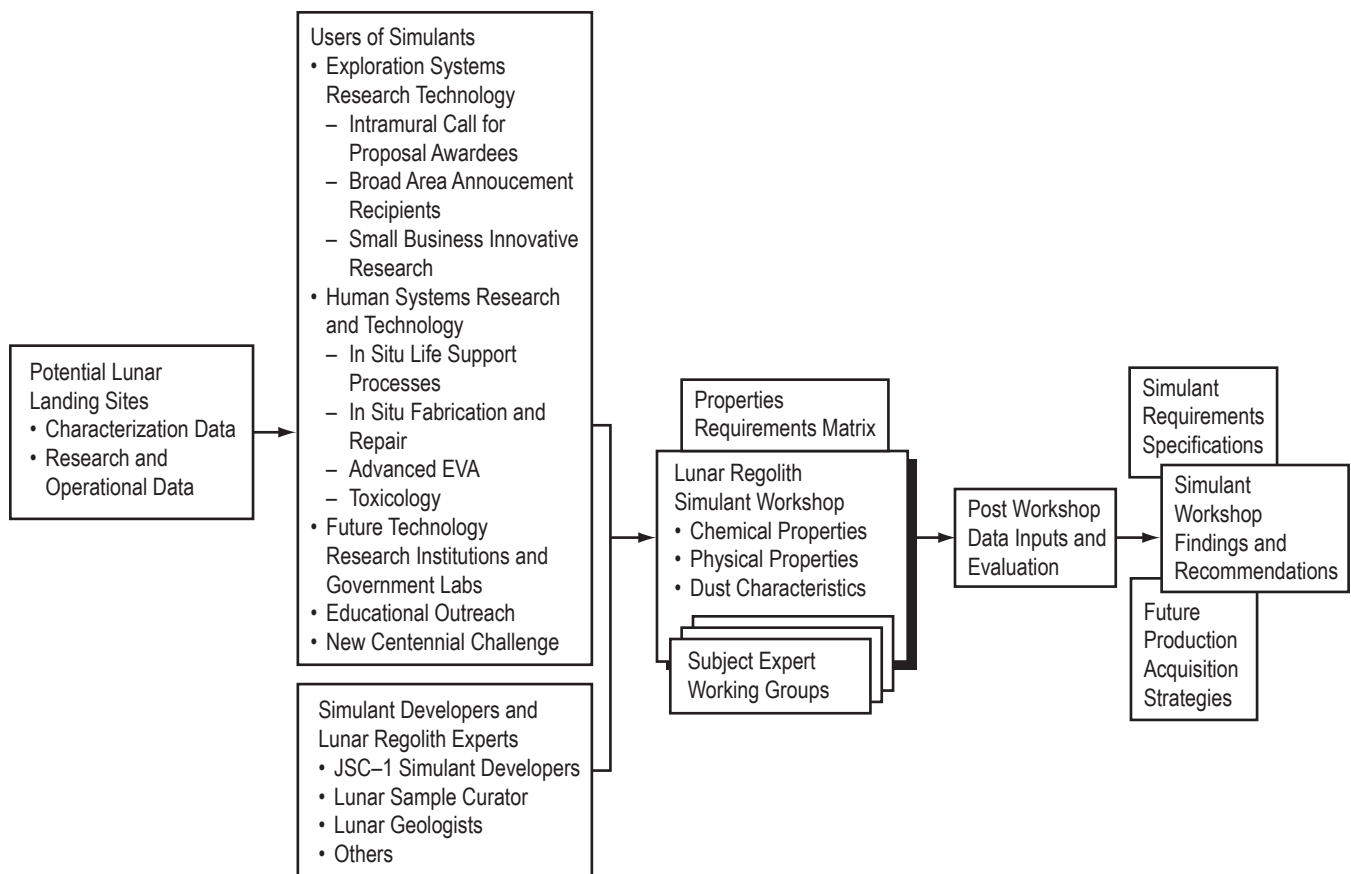 Potential Lunar
Landing Sites
• Characterization Data
• Research and
Operational Data
Users of Simulants
• Exploration Systems
Research Technology
– Intramural Call for
Proposal Awardees
– Broad Area Annoucement
Recipients
– Small Business Innovative
Research
• Human Systems Research
and Technology
– In Situ Life Support
Processes
– In Situ Fabrication and
Repair
– Advanced EVA
– Toxicology
• Future Technology
Research Institutions and
Government Labs
• Educational Outreach
• New Centennial Challenge
Simulant Developers and
Lunar Regolith Experts
• JSC–1 Simulant Developers
• Lunar Sample Curator
• Lunar Geologists
• Others
Properties
Requirements Matrix
Lunar Regolith
Simulant Workshop
• Chemical Properties
• Physical Properties
• Dust Characteristics
Subject Expert
Working Groups
Post Workshop
Data Inputs and
Evaluation
Simulant
Requirements
Specifications
Simulant
Workshop
Findings and
Recommendations
Future
Production
Acquisition
Strategies